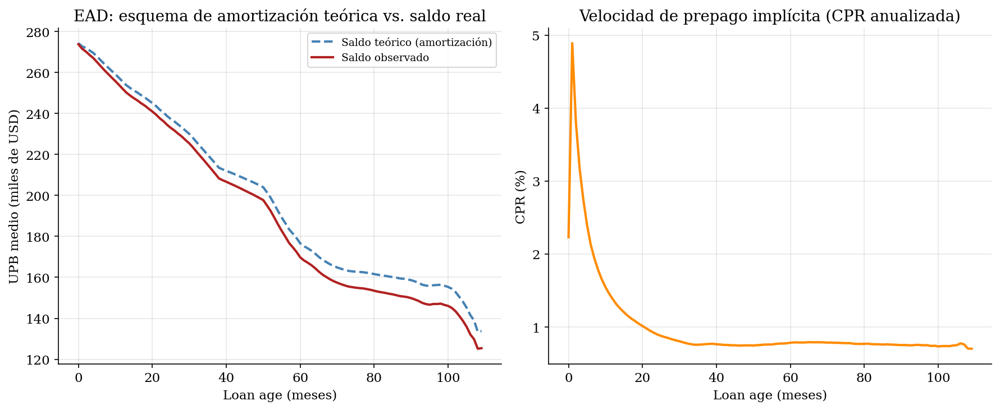 EAD: esquema de amortización teórica vs. saldo real
280
260
240
220
200
180
160
140
120
UPB medio (miles de USD)
Saldo teórico (amortización)
Saldo observado
0 20 40 60 80 100
Loan age (meses)
Velocidad de prepago implícita (CPR anualizada)
5
4
3
2
1
CPR (%)
0 20 40 60 80 100
Loan age (meses)